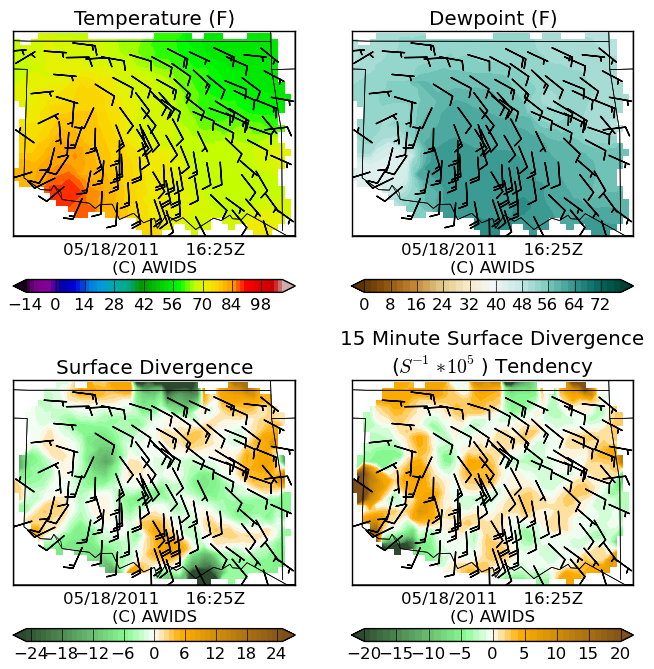 Temperature (F)
Dewpoint (F)
05/18/2011 16:25Z
(C) AWIDS
05/18/2011 16:25Z
(C) AWIDS
−14 0 14 28 42 56 70 84 98
0 8 16 24 32 40 48 56 64 72
Surface Divergence
15 Minute Surface Divergence
(S⁻¹ *10⁵ ) Tendency
05/18/2011 16:25Z
(C) AWIDS
05/18/2011 16:25Z
(C) AWIDS
−24 −18 −12 −6 0 6 12 18 24
−20 −15 −10 −5 0 5 10 15 20